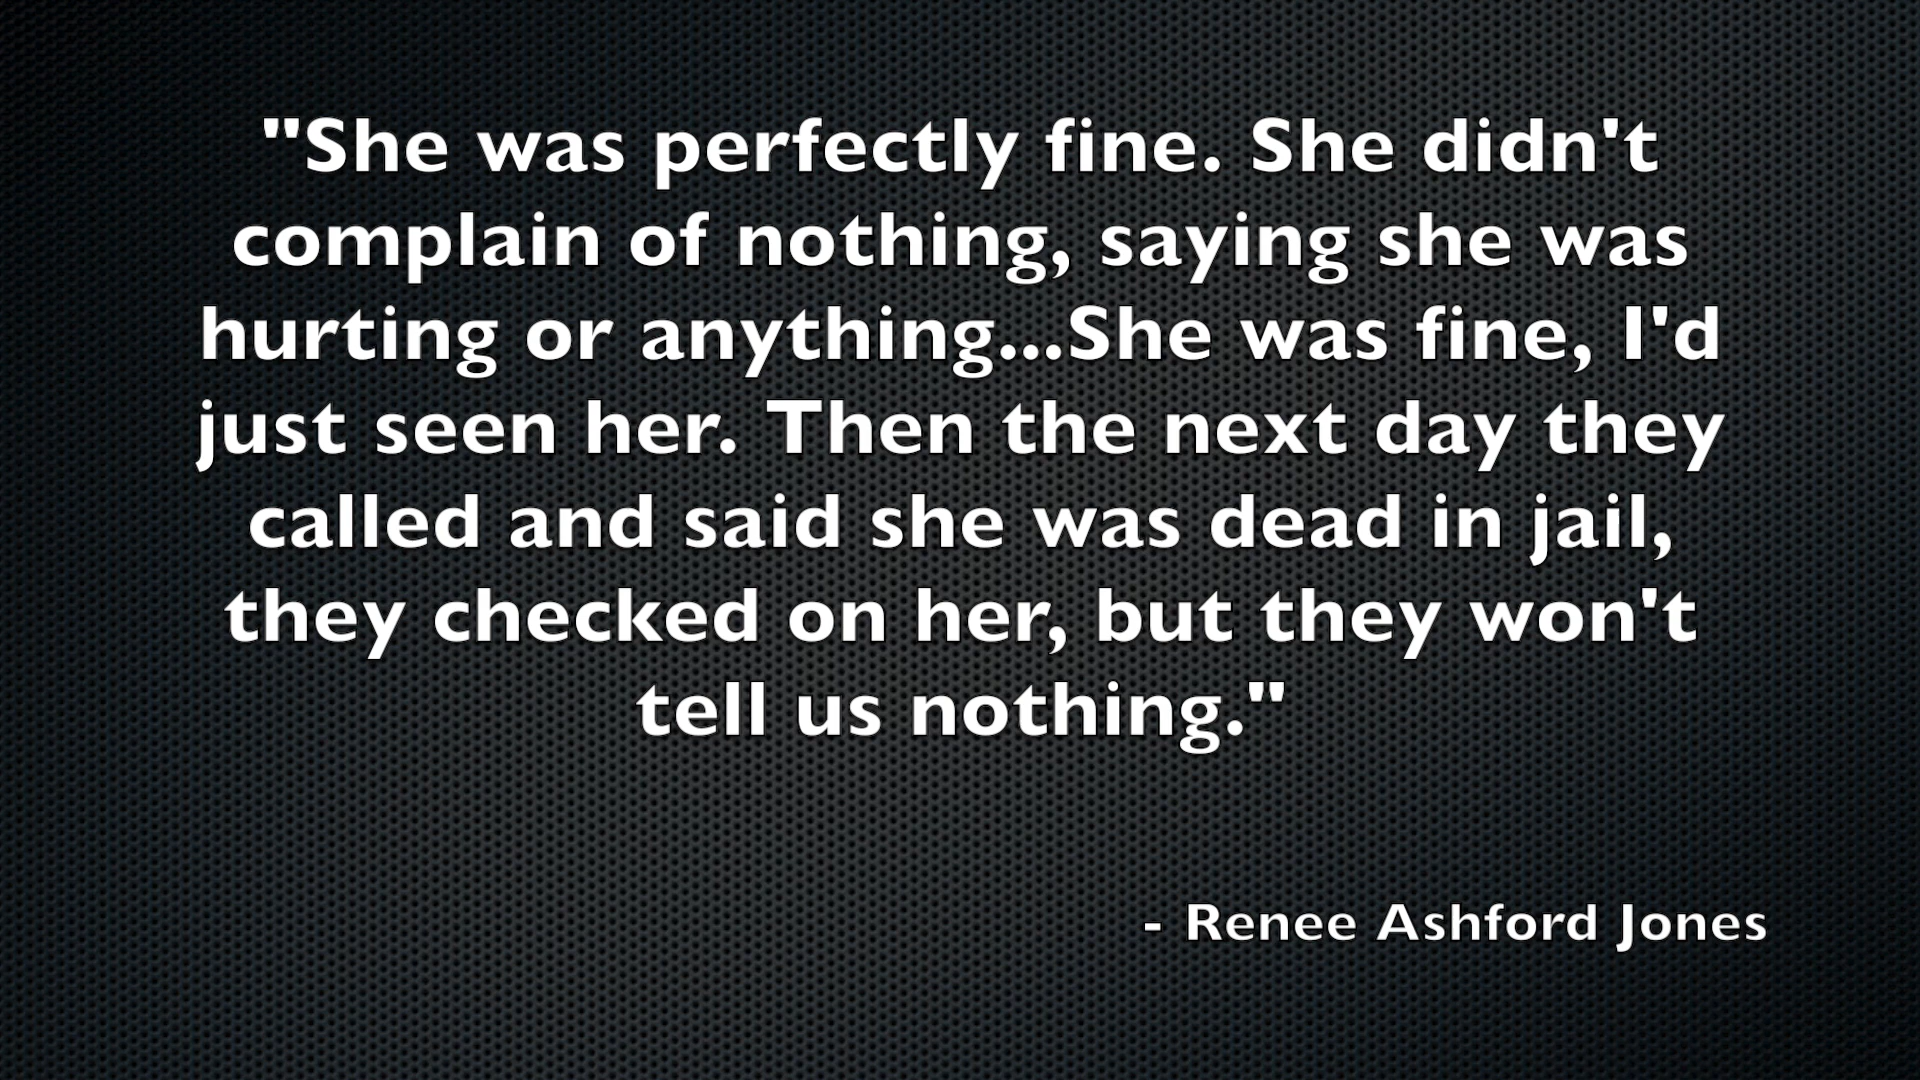 "She was perfectly fine. She didn't
complain of nothing, saying she was
hurting or anything...She was fine, I'd
just seen her. Then the next day they
called and said she was dead in jail,
they checked on her, but they won't
tell us nothing."
- Renee Ashford Jones